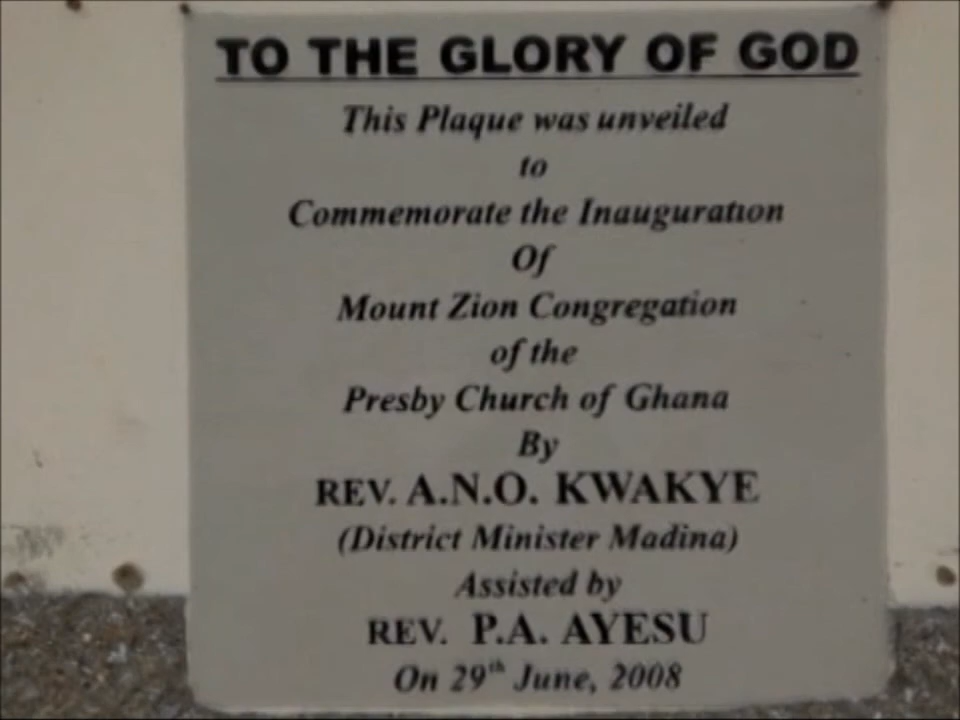 TO THE GLORY OF GOD
This Plaque was unveiled
to
Commemorate the Inauguration
Of
Mount Zion Congregation
of the
Presby Church of Ghana
By
REV. A.N.O. KWAKYE
(District Minister Madina)
Assisted by
REV. P.A. AYESU
On 29th June, 2008